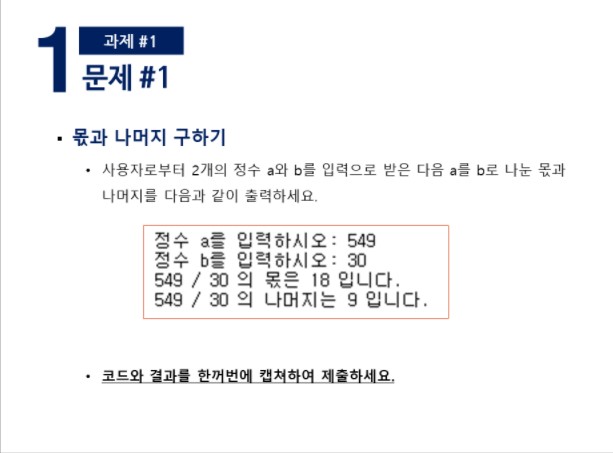 1
과제 #1
문제 #1
▪ 몫과 나머지 구하기
• 사용자로부터 2개의 정수 a와 b를 입력으로 받은 다음 a를 b로 나눈 몫과
나머지를 다음과 같이 출력하세요.
정수 a를 입력하시오: 549
정수 b를 입력하시오: 30
549 / 30 의 몫은 18 입니다.
549 / 30 의 나머지는 9 입니다.
• 코드와 결과를 한꺼번에 캡쳐하여 제출하세요.